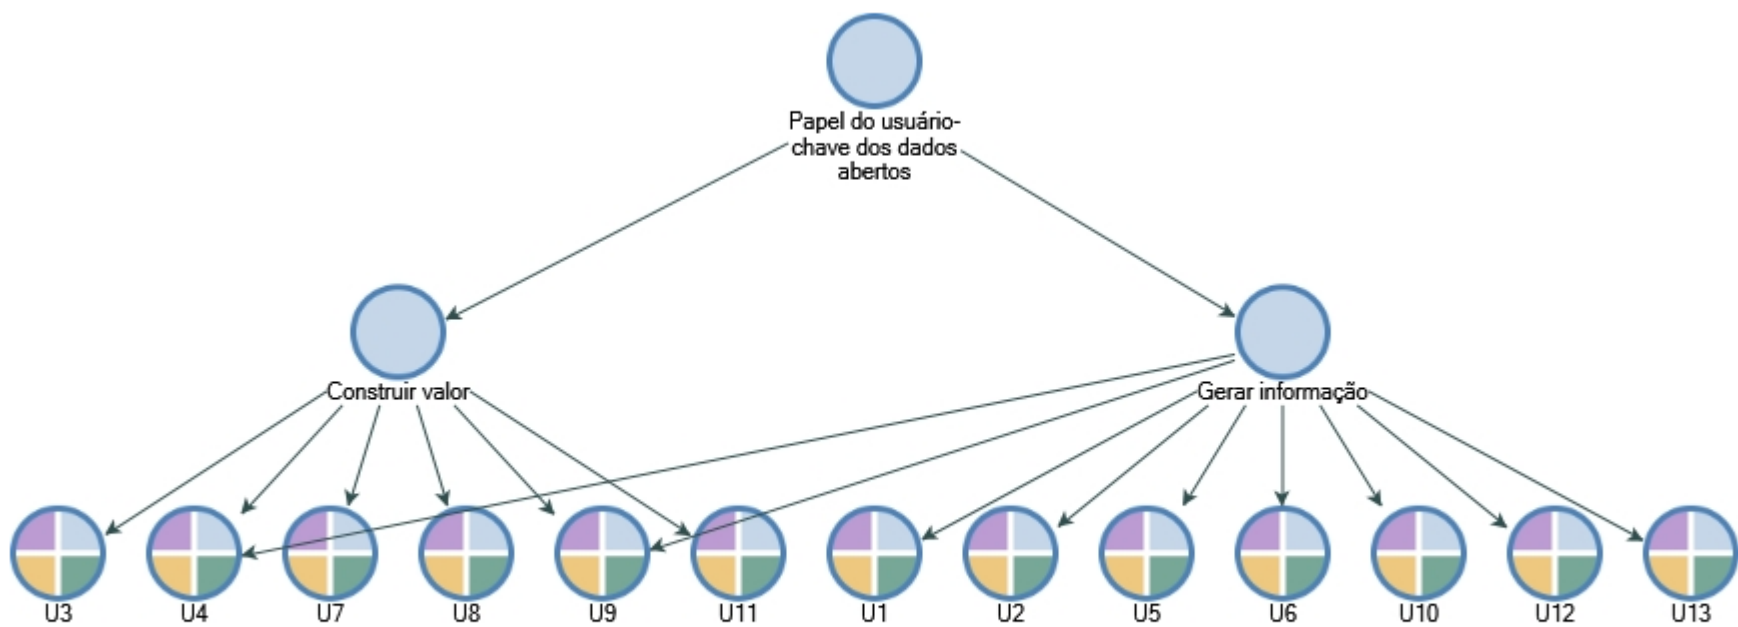 Papel do usuário-
chave dos dados
abertos
Construir valor
Gerar informação
U3
U4
U7
U8
U9
U11
U1
U2
U5
U6
U10
U12
U13